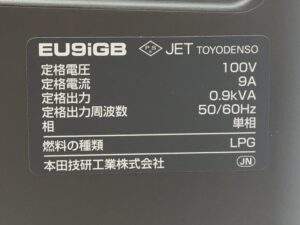 EU9iGB PS E JET TOYODENSO
定格電圧 100V
定格電流 9A
定格出力 0.9kVA
定格出力周波数 50/60Hz
相 単相
燃料の種類 LPG
本田技研工業株式会社 JN